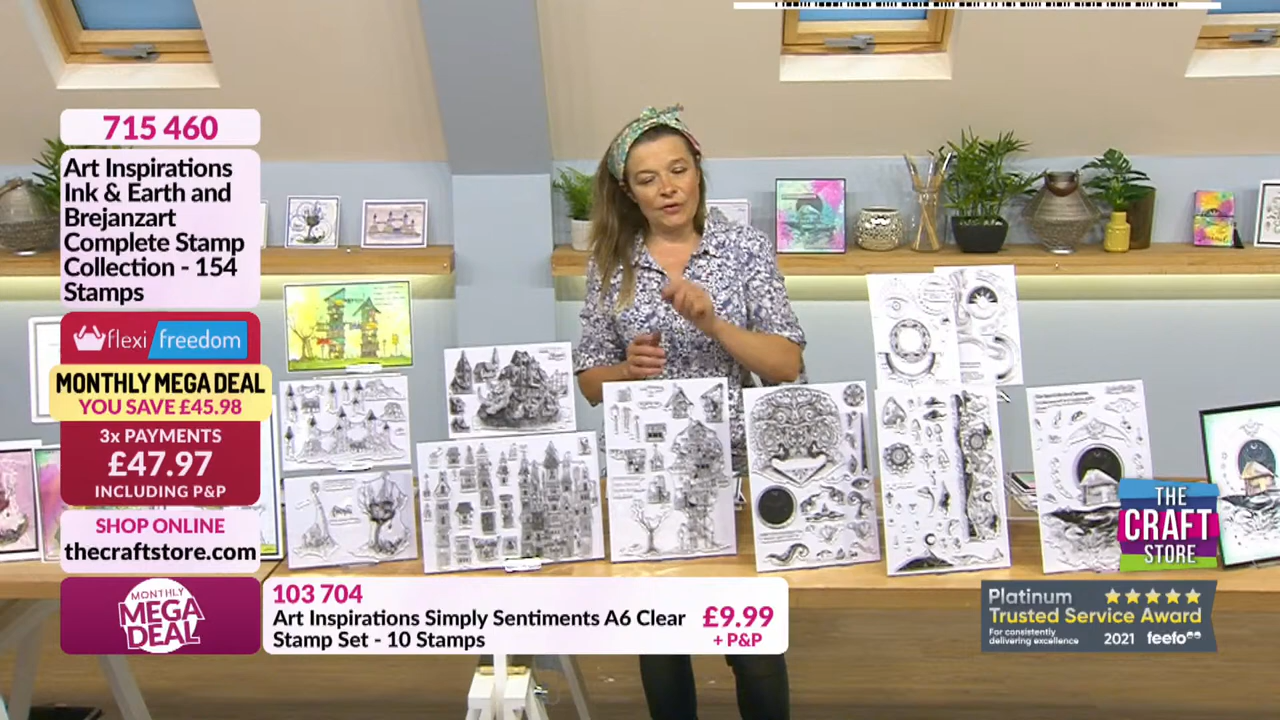 715 460
Art Inspirations
Ink & Earth and
Brejanzart
Complete Stamp
Collection - 154
Stamps
flexi freedom
MONTHLY MEGA DEAL
YOU SAVE £45.98
3x PAYMENTS
£47.97
INCLUDING P&P
SHOP ONLINE
thecraftstore.com
MONTHLY
MEGA
DEAL
103 704
Art Inspirations Simply Sentiments A6 Clear
Stamp Set - 10 Stamps
£9.99
+ P&P
THE
CRAFT
STORE
Platinum
Trusted Service Award
For consistently
delivering excellence
2021 feefo